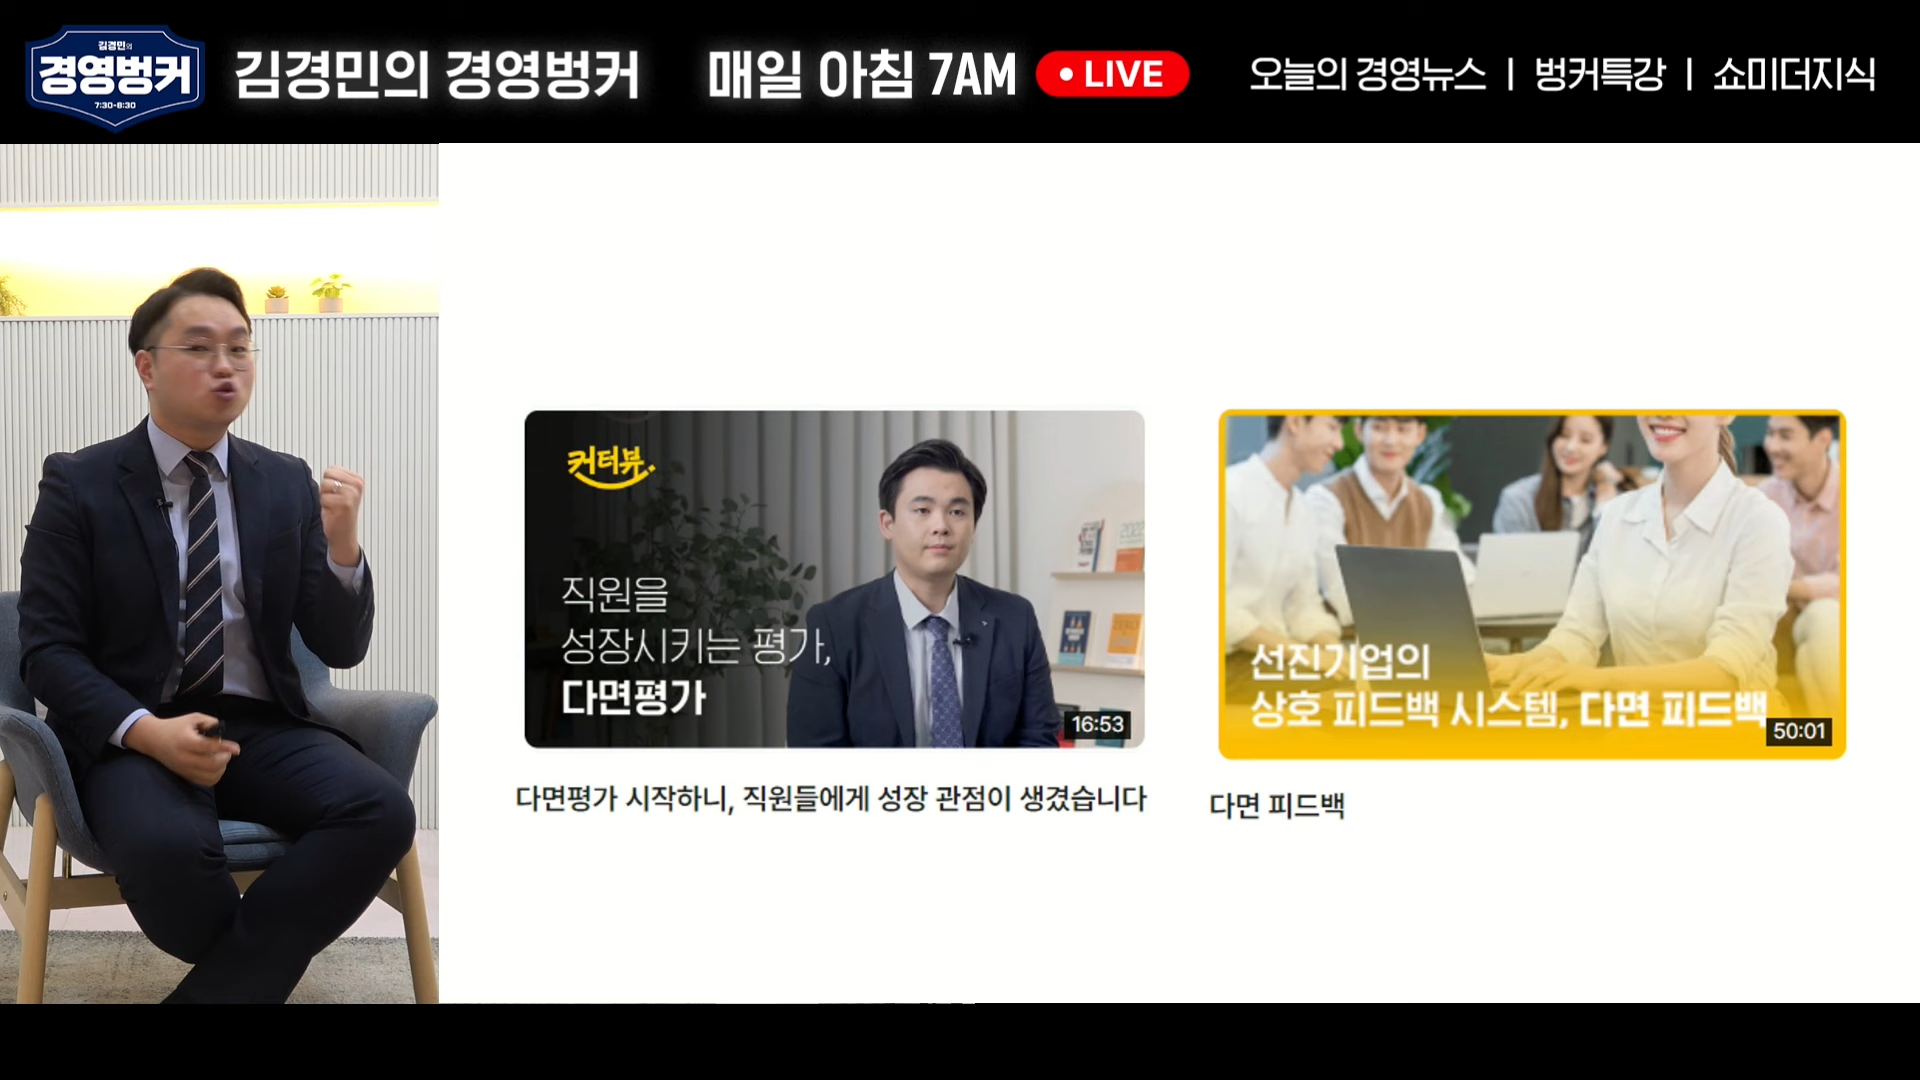 김경민의
경영벙커
7:30-8:30
김경민의 경영벙커
매일 아침 7AM
LIVE
오늘의 경영뉴스 | 벙커특강 | 쇼미더지식
커터뷰.
직원을
성장시키는 평가,
다면평가
16:53
다면평가 시작하니, 직원들에게 성장 관점이 생겼습니다
선진기업의
상호 피드백 시스템, 다면 피드백
50:01
다면 피드백